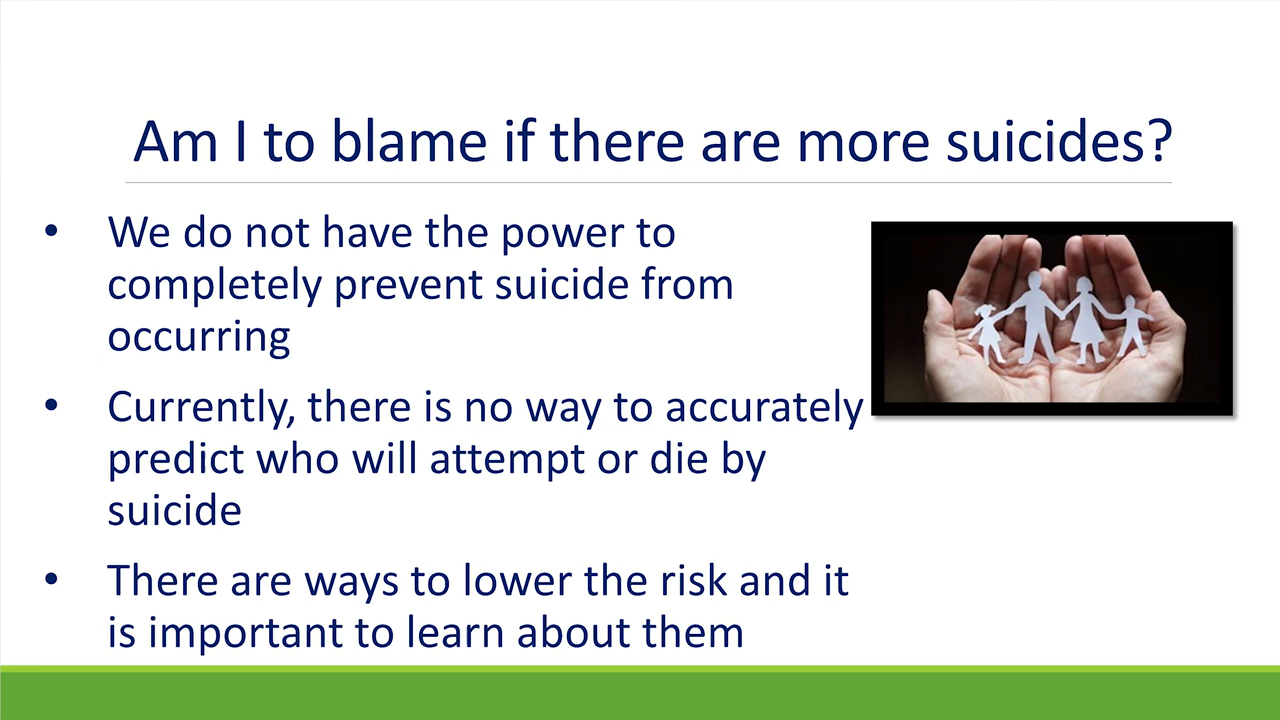 Am I to blame if there are more suicides?
• We do not have the power to
completely prevent suicide from
occurring
• Currently, there is no way to accurately
predict who will attempt or die by
suicide
• There are ways to lower the risk and it
is important to learn about them